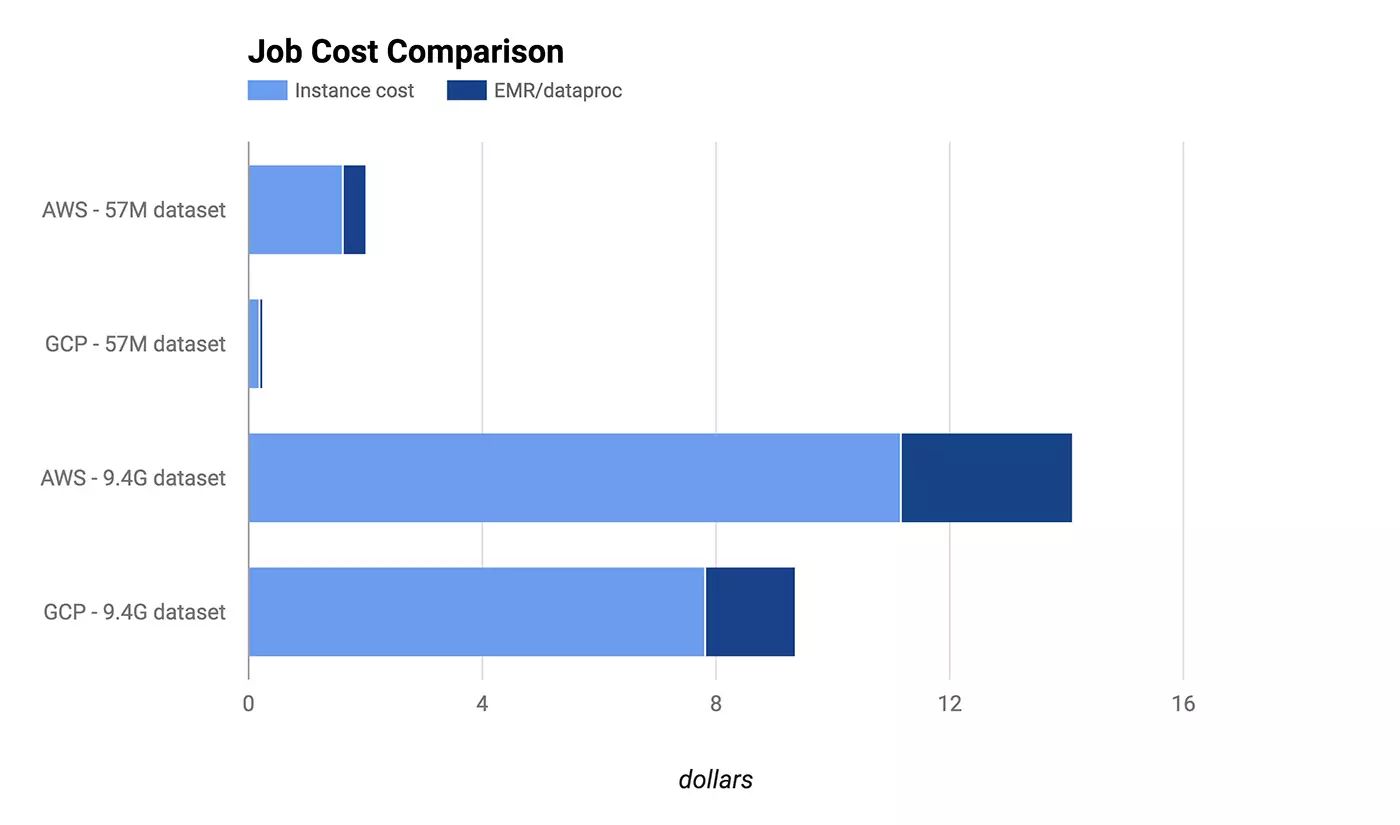 Job Cost Comparison
Instance cost EMR/dataproc
AWS - 57M dataset
GCP - 57M dataset
AWS - 9.4G dataset
GCP - 9.4G dataset
0 4 8 12 16
dollars